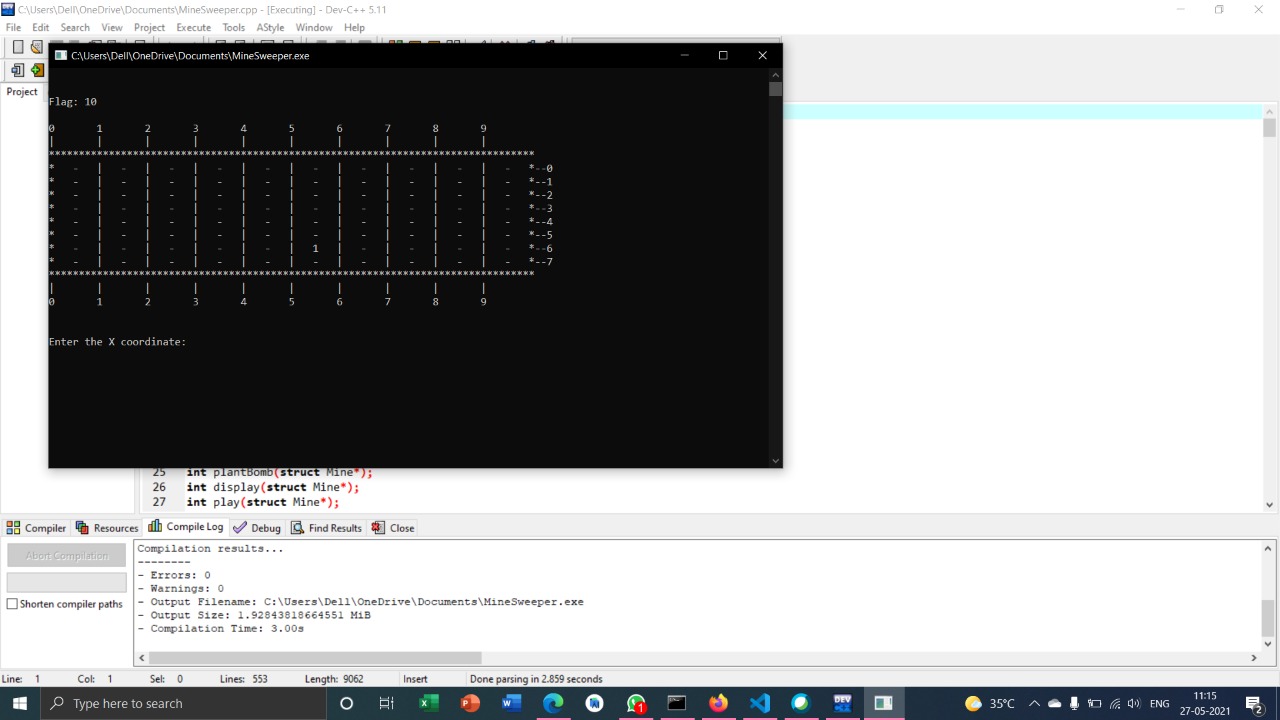 C:\Users\Dell\OneDrive\Documents\MineSweeper.cpp - [Executing] - Dev-C++ 5.11
File Edit Search View Project Execute Tools AStyle Window Help
C:\Users\Dell\OneDrive\Documents\MineSweeper.exe
Project
Flag: 10
0 1 2 3 4 5 6 7 8 9
| | | | | | | | | |
*********************************************************************************
* - | - | - | - | - | - | - | - | - | - *--0
* - | - | - | - | - | - | - | - | - | - *--1
* - | - | - | - | - | - | - | - | - | - *--2
* - | - | - | - | - | - | - | - | - | - *--3
* - | - | - | - | - | - | - | - | - | - *--4
* - | - | - | - | - | - | - | - | - | - *--5
* - | - | - | - | - | 1 | - | - | - | - *--6
* - | - | - | - | - | - | - | - | - | - *--7
*********************************************************************************
| | | | | | | | | |
0 1 2 3 4 5 6 7 8 9
Enter the X coordinate:
25 int plantBomb(struct Mine*);
26 int display(struct Mine*);
27 int play(struct Mine*);
Compiler Resources Compile Log Debug Find Results Close
Abort Compilation
Shorten compiler paths
Compilation results...
--------
- Errors: 0
- Warnings: 0
- Output Filename: C:\Users\Dell\OneDrive\Documents\MineSweeper.exe
- Output Size: 1.92843818664551 MiB
- Compilation Time: 3.00s
Line: 1 Col: 1 Sel: 0 Lines: 553 Length: 9062 Insert Done parsing in 2.859 seconds
Type here to search
1
35°C
ENG
11:15
27-05-2021
2